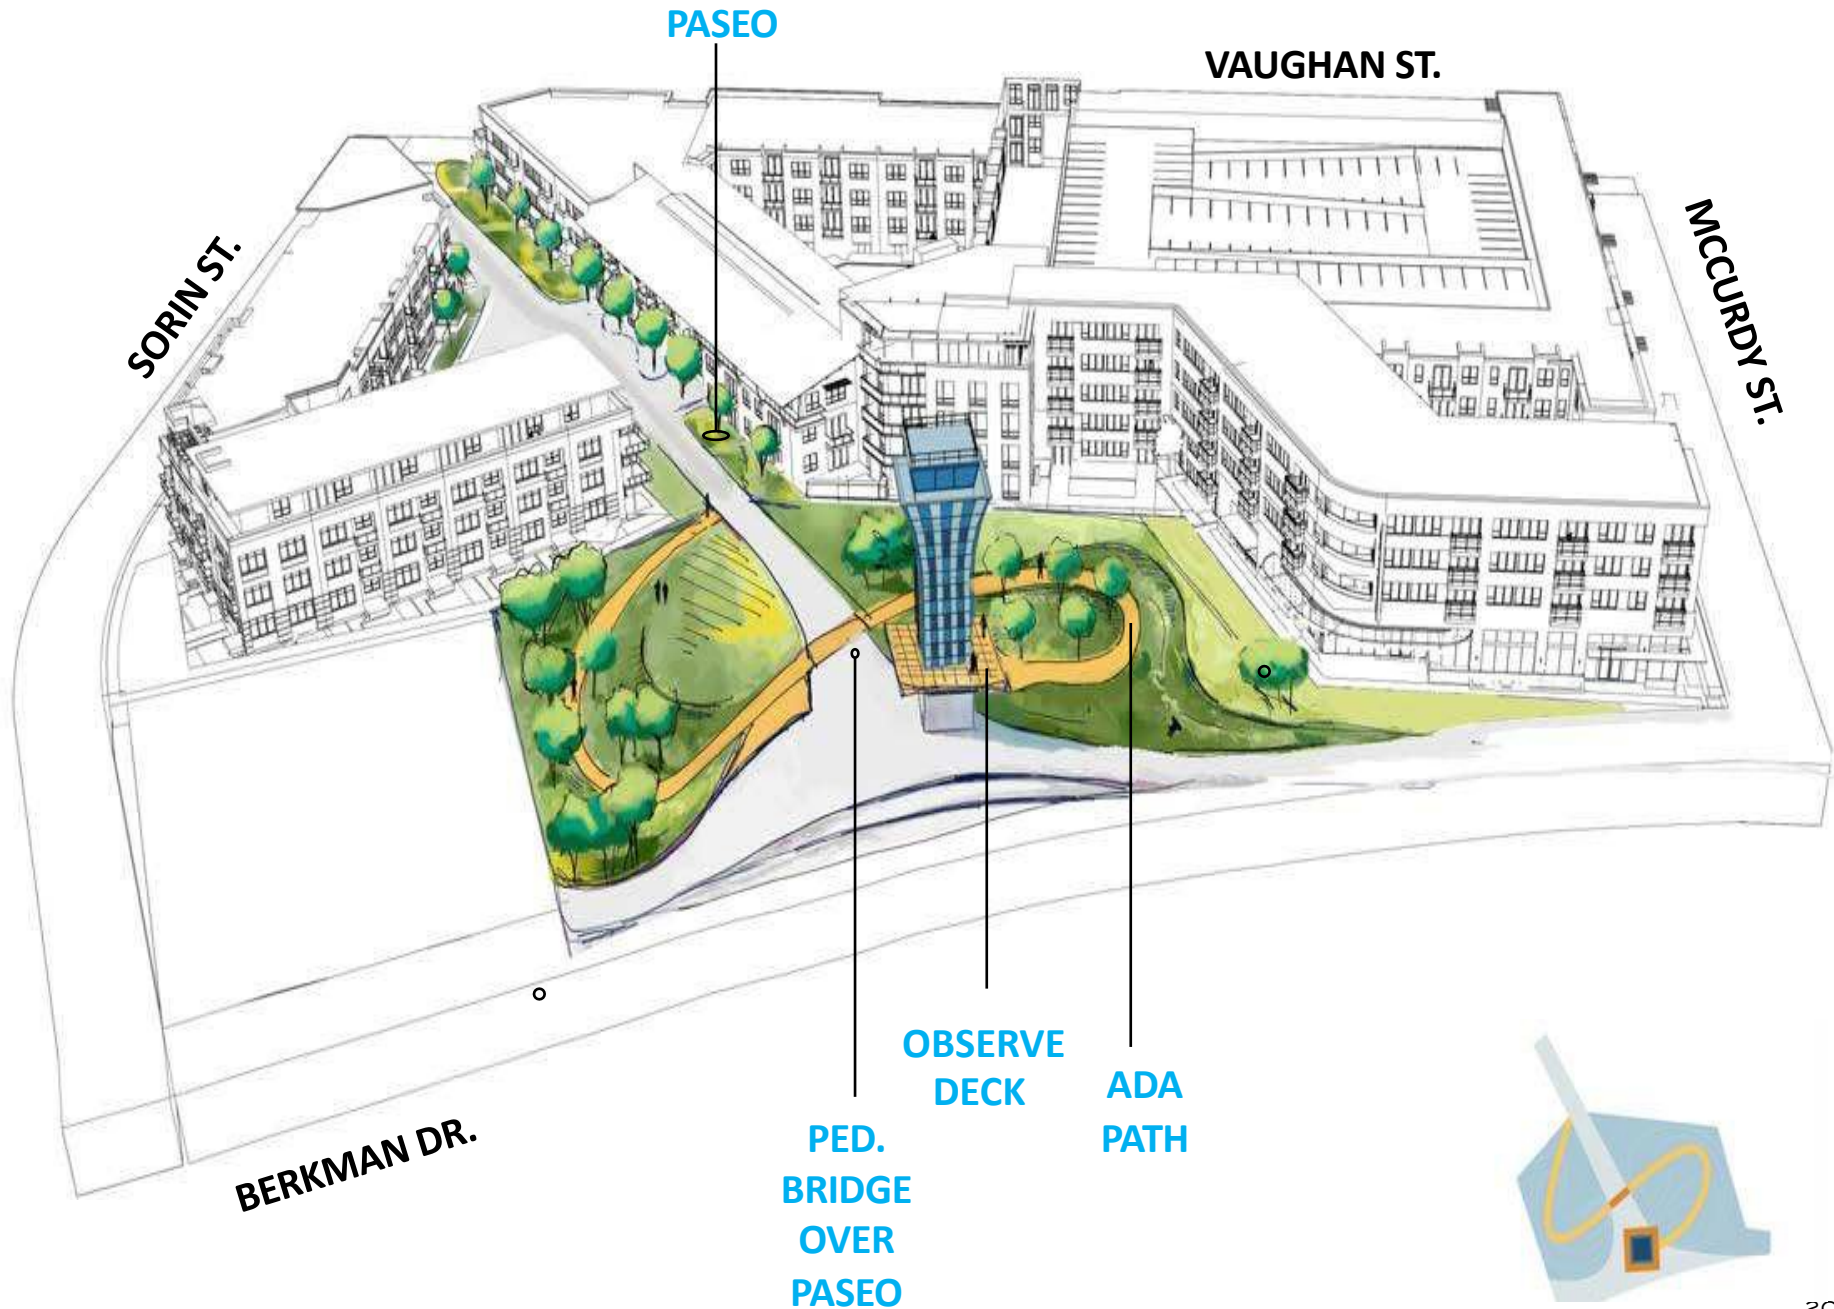 PASEO
VAUGHAN ST.
SORIN ST.
MCCURDY ST.
OBSERVE
DECK
ADA
PATH
PED.
BRIDGE
OVER
PASEO
BERKMAN DR.